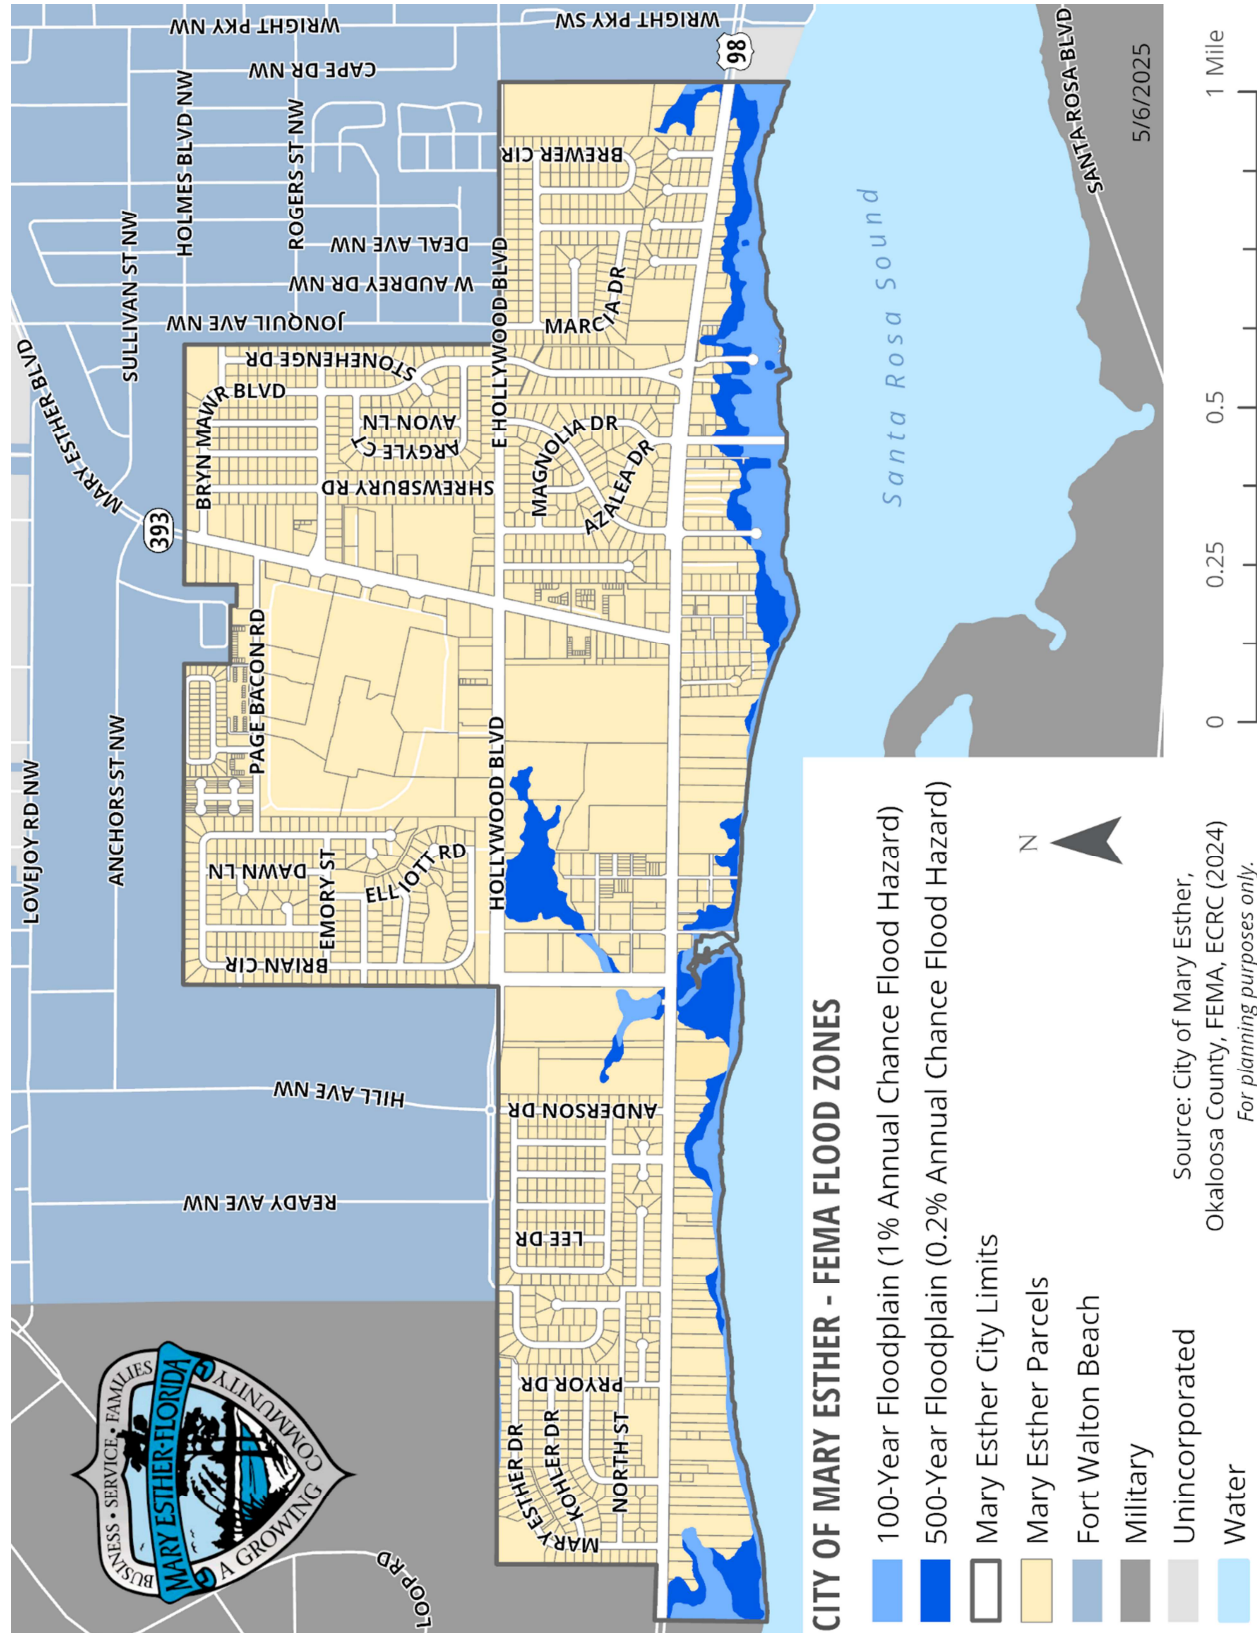 WRIGHT PKY NW
WRIGHT PKY SW
CAPE DR NW
HOLMES BLVD NW
ROGERS ST NW
SULLIVAN ST NW
DEAL AVE NW
W AUDREY DR NW
JONQUIL AVE NW
MARY ESTHER BLVD
393
98
LOVEJOY RD NW
ANCHORS ST NW
HILL AVE NW
READY AVE NW
LOOP RD
BUSINESS • SERVICE • FAMILIES
MARY ESTHER·FLORIDA
A GROWING COMMUNITY
BREWER CIR
E HOLLYWOOD BLVD
MARCIA DR
STONEHENGE DR
BRYN MAWR BLVD
AVON LN
ARGYLE CT
SHREWSBURY RD
MAGNOLIA DR
AZALEA DR
PAGE BACON RD
HOLLYWOOD BLVD
DAWN LN
EMORY ST
ELLIOTT RD
BRIAN CIR
ANDERSON DR
LEE DR
PRYOR DR
MARY ESTHER DR
KOHLER DR
NORTH ST
MAR
Santa Rosa Sound
SANTA ROSA BLVD
5/6/2025
CITY OF MARY ESTHER - FEMA FLOOD ZONES
100-Year Floodplain (1% Annual Chance Flood Hazard)
500-Year Floodplain (0.2% Annual Chance Flood Hazard)
Mary Esther City Limits
Mary Esther Parcels
Fort Walton Beach
Military
Unincorporated
Water
N
Source: City of Mary Esther,
Okaloosa County, FEMA, ECRC (2024)
For planning purposes only.
0 0.25 0.5 1 Mile